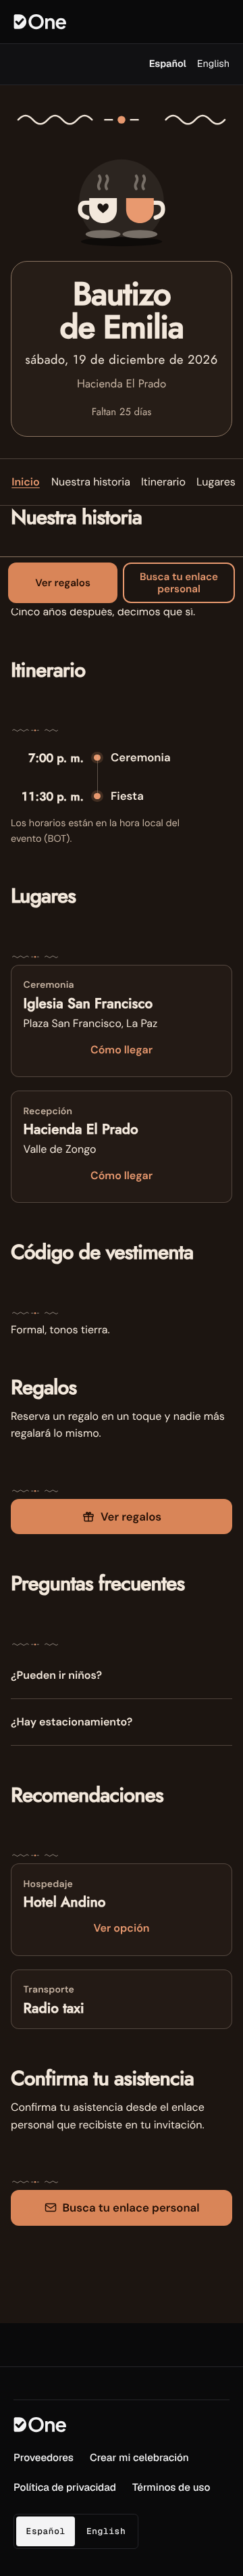 One
Español English
Bautizo
de Emilia
sábado, 19 de diciembre de 2026
Hacienda El Prado
Faltan 25 días
Inicio Nuestra historia Itinerario Lugares
Nuestra historia
Ver regalos
Busca tu enlace
personal
Cinco años después, decimos que sí.
Itinerario
7:00 p. m. Ceremonia
11:30 p. m. Fiesta
Los horarios están en la hora local del
evento (BOT).
Lugares
Ceremonia
Iglesia San Francisco
Plaza San Francisco, La Paz
Cómo llegar
Recepción
Hacienda El Prado
Valle de Zongo
Cómo llegar
Código de vestimenta
Formal, tonos tierra.
Regalos
Reserva un regalo en un toque y nadie más
regalará lo mismo.
Ver regalos
Preguntas frecuentes
¿Pueden ir niños?
¿Hay estacionamiento?
Recomendaciones
Hospedaje
Hotel Andino
Ver opción
Transporte
Radio taxi
Confirma tu asistencia
Confirma tu asistencia desde el enlace
personal que recibiste en tu invitación.
Busca tu enlace personal
One
Proveedores Crear mi celebración
Política de privacidad Términos de uso
Español English